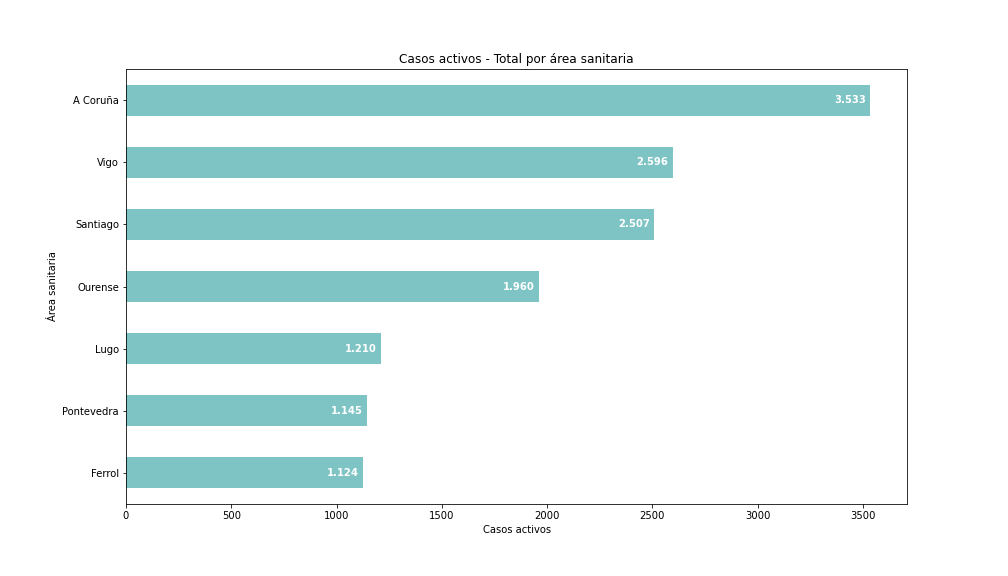 Casos activos - Total por área sanitaria
A Coruña 3.533
Vigo 2.596
Santiago 2.507
Ourense 1.960
Lugo 1.210
Pontevedra 1.145
Ferrol 1.124
Área sanitaria
0 500 1000 1500 2000 2500 3000 3500
Casos activos